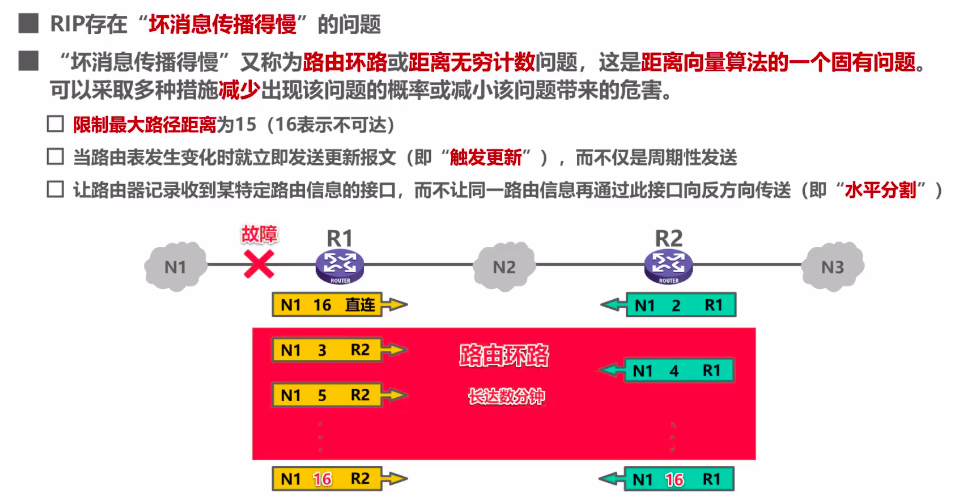 RIP存在“坏消息传播得慢”的问题
“坏消息传播得慢”又称为路由环路或距离无穷计数问题，这是距离向量算法的一个固有问题。
可以采取多种措施减少出现该问题的概率或减小该问题带来的危害。
限制最大路径距离为15（16表示不可达）
当路由表发生变化时就立即发送更新报文（即“触发更新”），而不仅是周期性发送
让路由器记录收到某特定路由信息的接口，而不让同一路由信息再通过此接口向反方向传送（即“水平分割”）
故障
R1
R2
N1
N2
N3
ROUTER
ROUTER
N1 16 直连
N1 2 R1
N1 3 R2
路由环路
N1 4 R1
N1 5 R2
长达数分钟
N1 16 R2
N1 16 R1